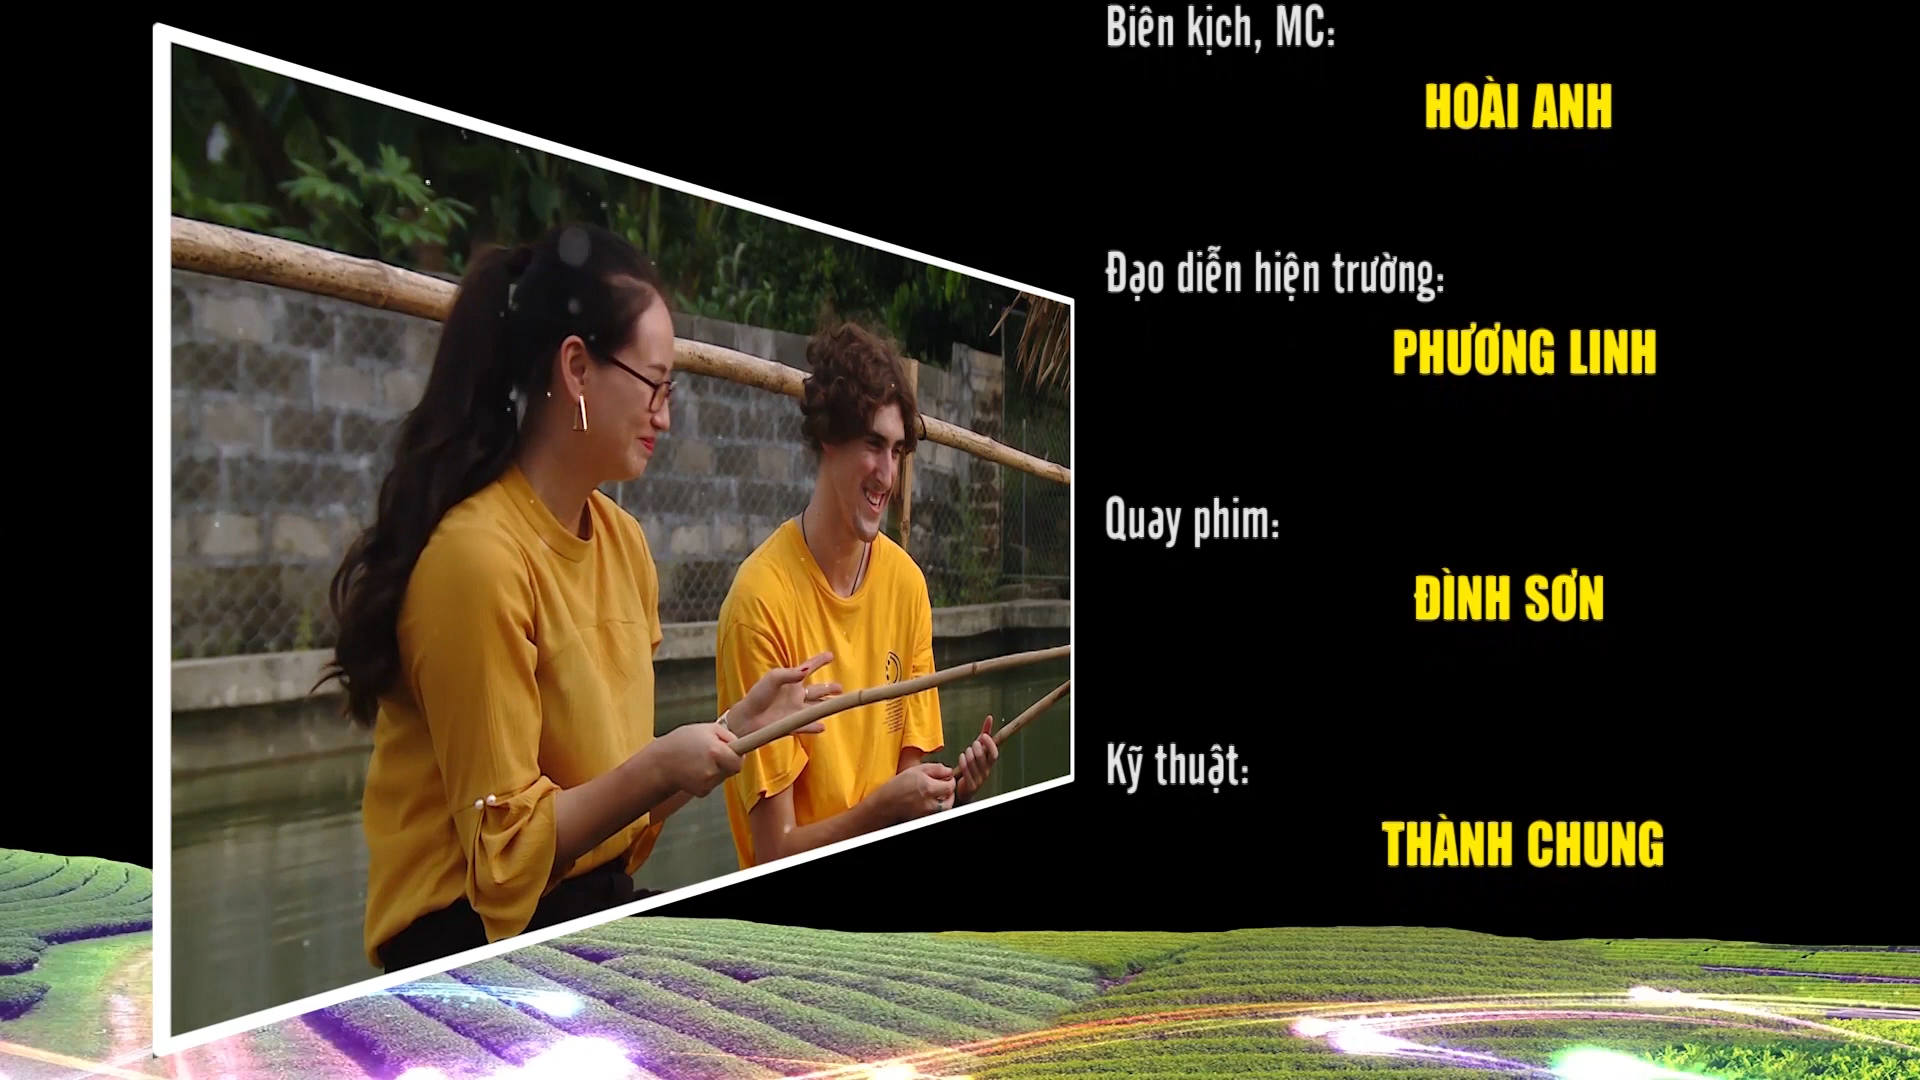 Biên kịch, MC:
HOÀI ANH
Đạo diễn hiện trường:
PHƯƠNG LINH
Quay phim:
ĐÌNH SƠN
Kỹ thuật:
THÀNH CHUNG